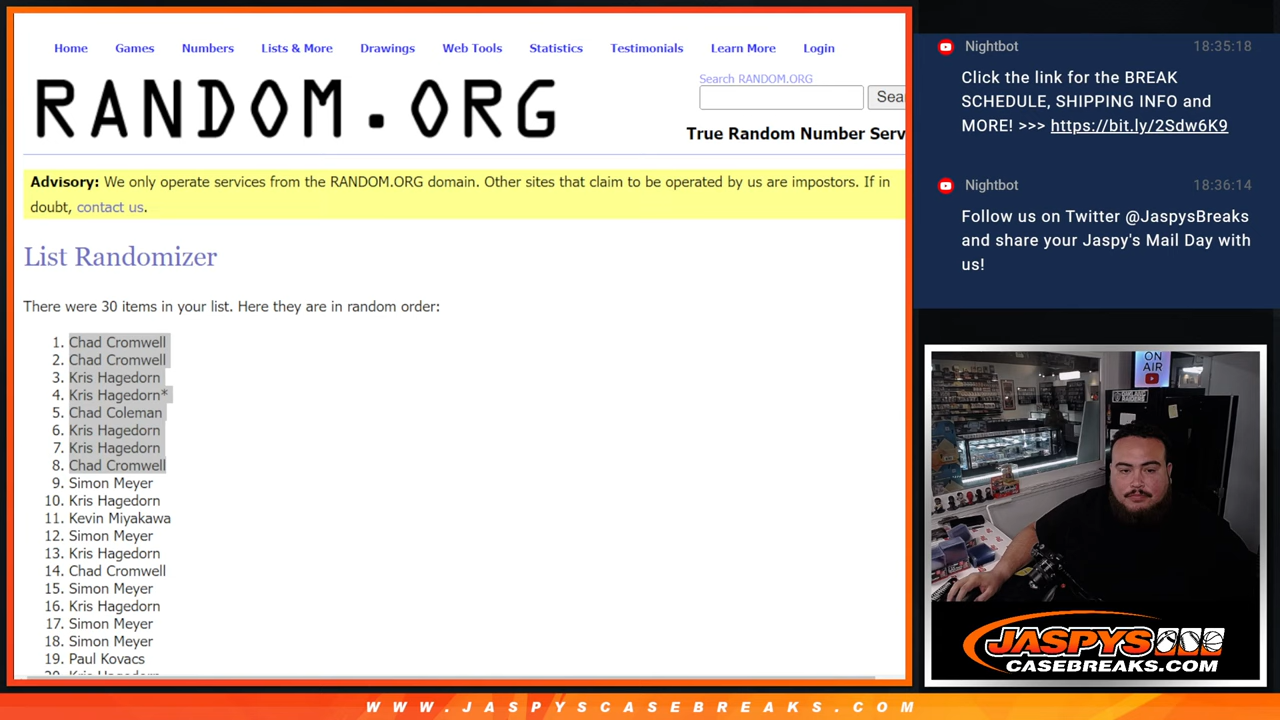 Home Games Numbers Lists & More Drawings Web Tools Statistics Testimonials Learn More Login
RANDOM.ORG
Search RANDOM.ORG
Sea
True Random Number Serv
Advisory: We only operate services from the RANDOM.ORG domain. Other sites that claim to be operated by us are impostors. If in
doubt, contact us.
List Randomizer
There were 30 items in your list. Here they are in random order:
1. Chad Cromwell
2. Chad Cromwell
3. Kris Hagedorn
4. Kris Hagedorn*
5. Chad Coleman
6. Kris Hagedorn
7. Kris Hagedorn
8. Chad Cromwell
9. Simon Meyer
10. Kris Hagedorn
11. Kevin Miyakawa
12. Simon Meyer
13. Kris Hagedorn
14. Chad Cromwell
15. Simon Meyer
16. Kris Hagedorn
17. Simon Meyer
18. Simon Meyer
19. Paul Kovacs
20. Kris Hagedorn
Nightbot 18:35:18
Click the link for the BREAK
SCHEDULE, SHIPPING INFO and
MORE! >>> https://bit.ly/2Sdw6K9
Nightbot 18:36:14
Follow us on Twitter @JaspysBreaks
and share your Jaspy's Mail Day with
us!
ON
AIR
JASPYS
CASEBREAKS.COM
WWW.JASPYSCASEBREAKS.COM